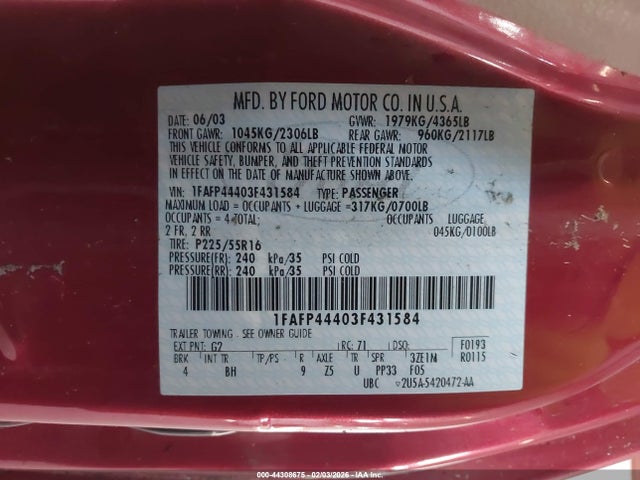 MFD. BY FORD MOTOR CO. IN U.S.A.
DATE: 06/03 GVWR: 1979KG/4365LB
FRONT GAWR: 1045KG/2306LB REAR GAWR: 960KG/2117LB
THIS VEHICLE CONFORMS TO ALL APPLICABLE FEDERAL MOTOR
VEHICLE SAFETY, BUMPER, AND THEFT PREVENTION STANDARDS
IN EFFECT ON THE DATE OF MANUFACTURE SHOWN ABOVE.
VIN: 1FAFP44403F431584 TYPE: PASSENGER
MAXIMUM LOAD = OCCUPANTS + LUGGAGE = 317KG/0700LB
OCCUPANTS = 4 TOTAL; OCCUPANTS LUGGAGE
2 FR, 2 RR 045KG/0100LB
TIRE: P225/55R16
PRESSURE(FR): 240 kPa/35 PSI COLD
PRESSURE(RR): 240 kPa/35 PSI COLD
1FAFP44403F431584
TRAILER TOWING - SEE OWNER GUIDE
EXT PNT: G2 RC: 71 DSO: F0193
BRK INT TR TP/PS R AXLE TR SPR 3ZE1M R0115
4 BH 9 Z5 U PP33 F05
UBC 2U5A-5420472-AA
000-44308675 - 02/03/2026 - IAA Inc.